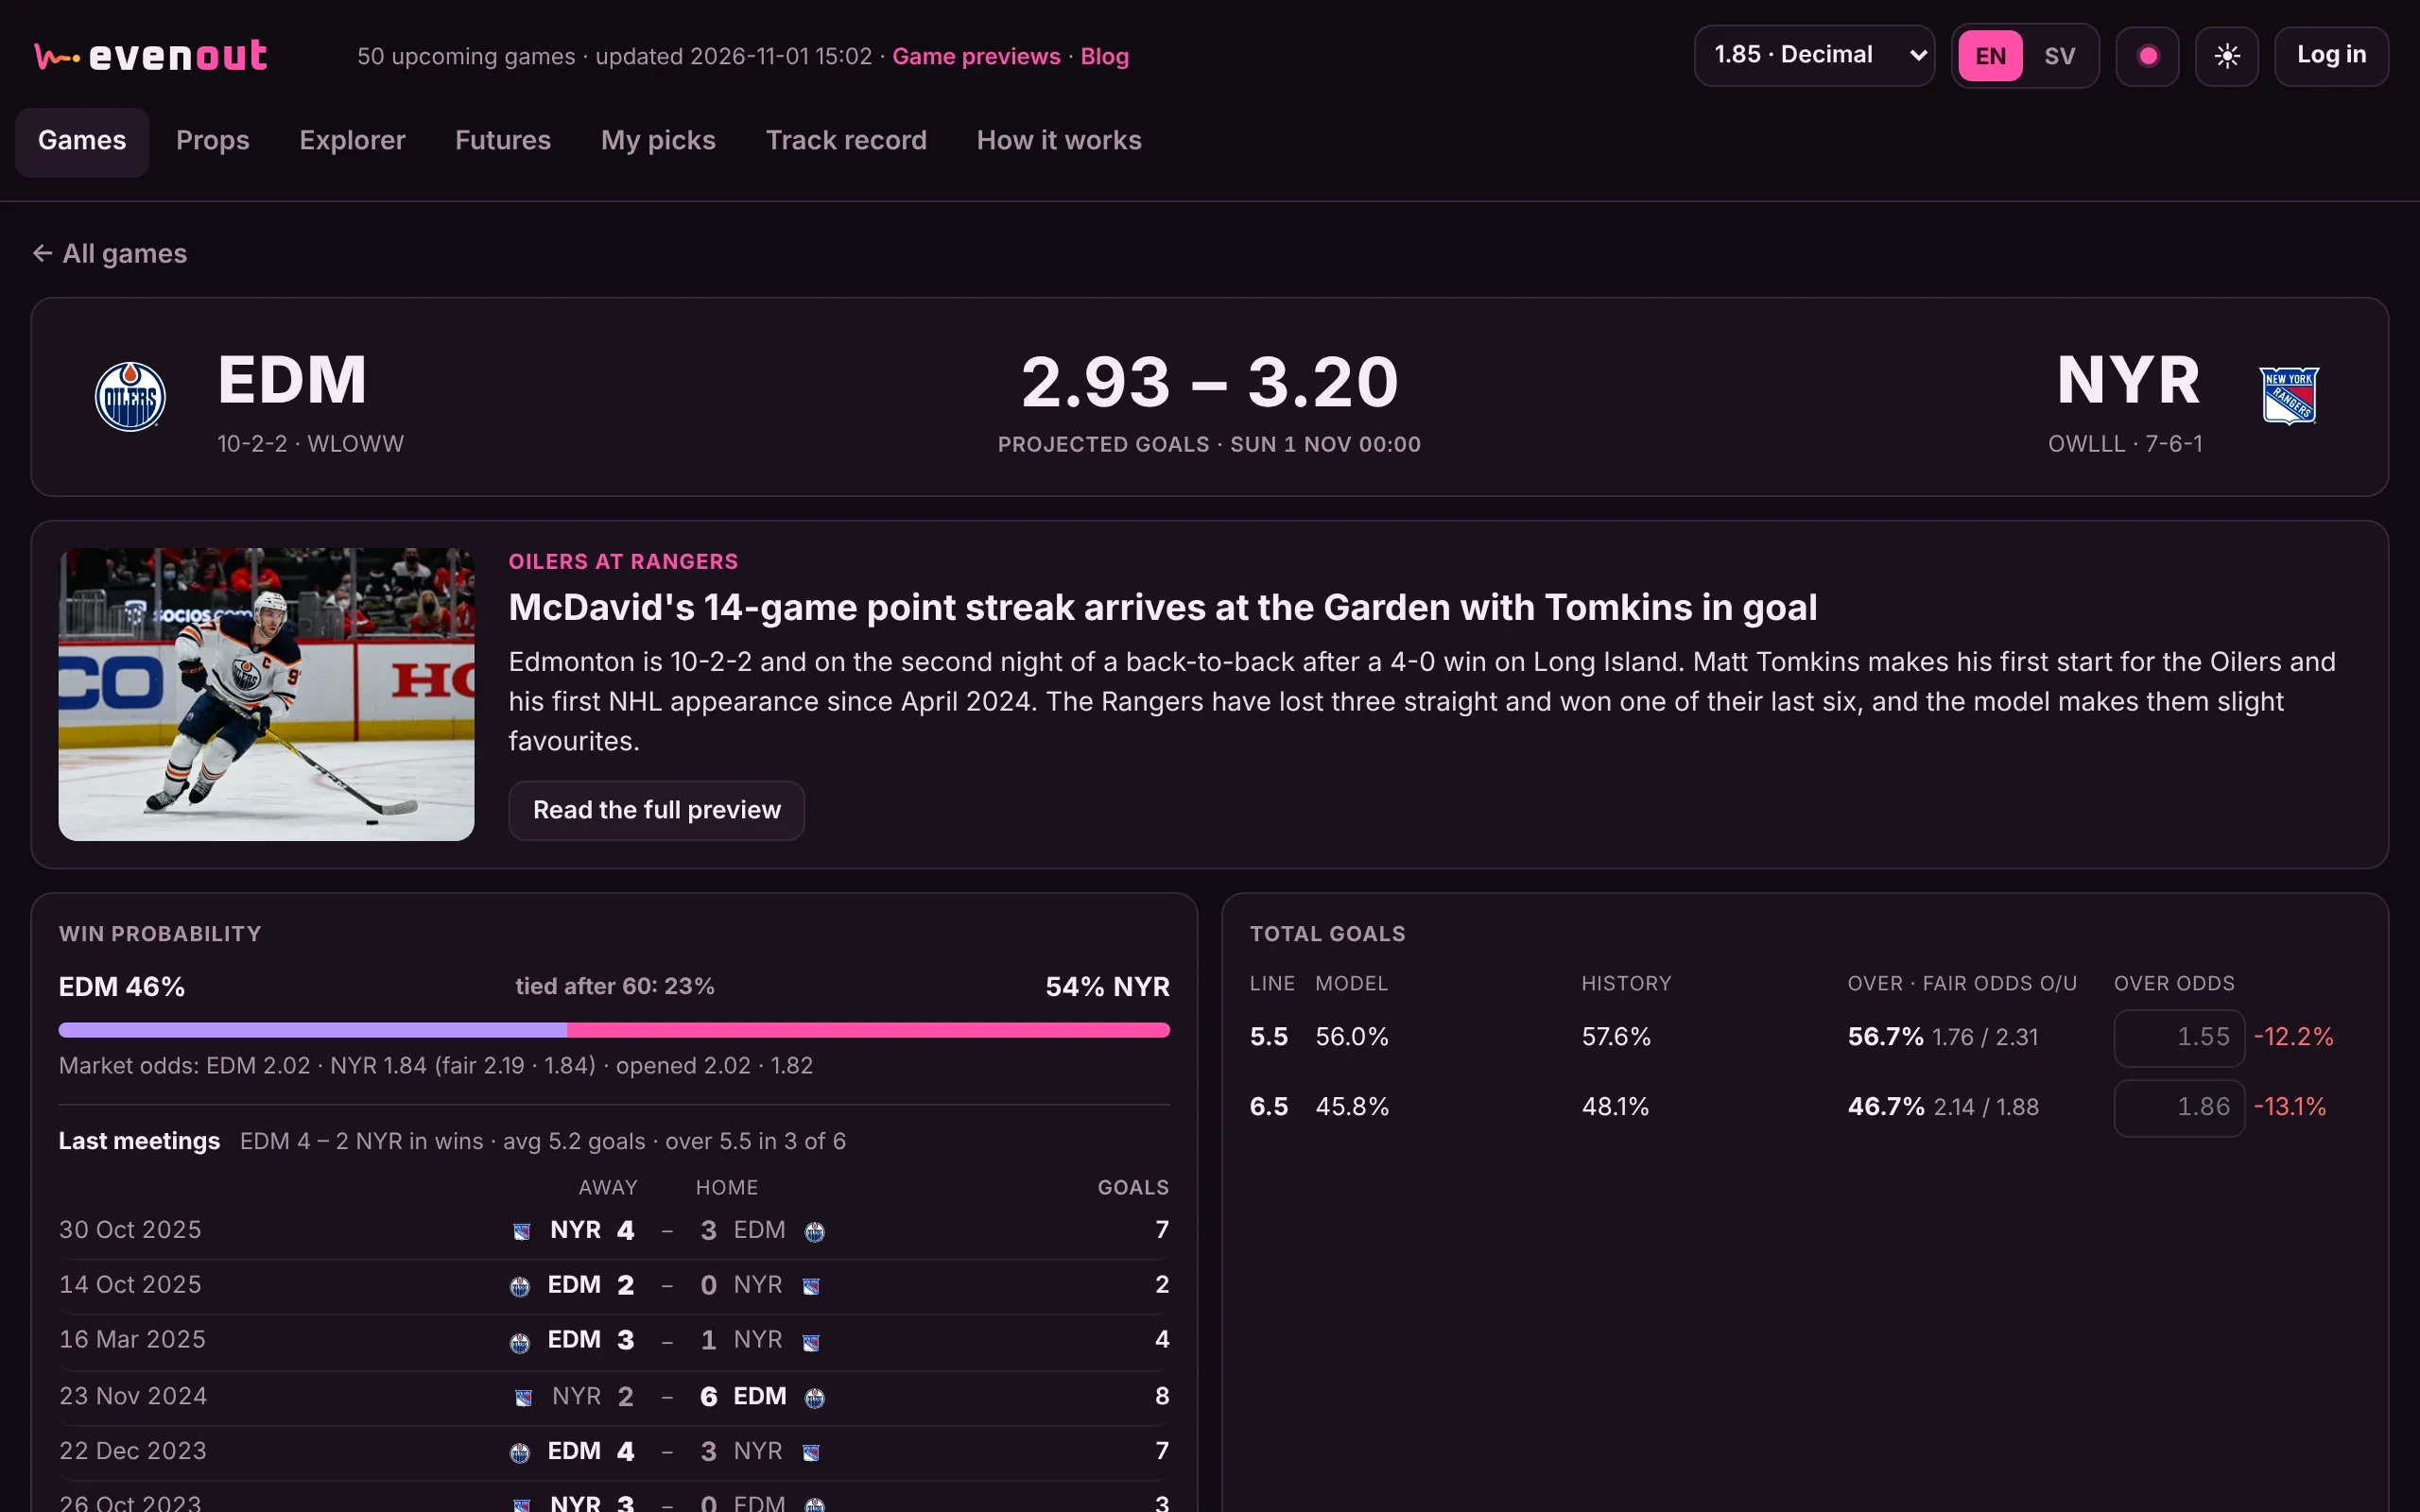 evenout
50 upcoming games · updated 2026-11-01 15:02 · Game previews · Blog
1.85 · Decimal
EN SV
Log in
Games Props Explorer Futures My picks Track record How it works
← All games
OILERS
EDM
10-2-2 · WLOWW
2.93 – 3.20
PROJECTED GOALS · SUN 1 NOV 00:00
NYR
OWLLL · 7-6-1
NEW YORK
RANGERS
socios.com
CO
HO
C 9
OILERS AT RANGERS
McDavid's 14-game point streak arrives at the Garden with Tomkins in goal
Edmonton is 10-2-2 and on the second night of a back-to-back after a 4-0 win on Long Island. Matt Tomkins makes his first start for the Oilers and
his first NHL appearance since April 2024. The Rangers have lost three straight and won one of their last six, and the model makes them slight
favourites.
Read the full preview
WIN PROBABILITY
EDM 46% tied after 60: 23% 54% NYR
Market odds: EDM 2.02 · NYR 1.84 (fair 2.19 · 1.84) · opened 2.02 · 1.82
Last meetings EDM 4 – 2 NYR in wins · avg 5.2 goals · over 5.5 in 3 of 6
AWAY HOME GOALS
30 Oct 2025 NYR 4 – 3 EDM 7
14 Oct 2025 EDM 2 – 0 NYR 2
16 Mar 2025 EDM 3 – 1 NYR 4
23 Nov 2024 NYR 2 – 6 EDM 8
22 Dec 2023 EDM 4 – 3 NYR 7
26 Oct 2023 NYR 3 – 0 EDM 3
TOTAL GOALS
LINE MODEL HISTORY OVER · FAIR ODDS O/U OVER ODDS
5.5 56.0% 57.6% 56.7% 1.76 / 2.31 1.55 -12.2%
6.5 45.8% 48.1% 46.7% 2.14 / 1.88 1.86 -13.1%